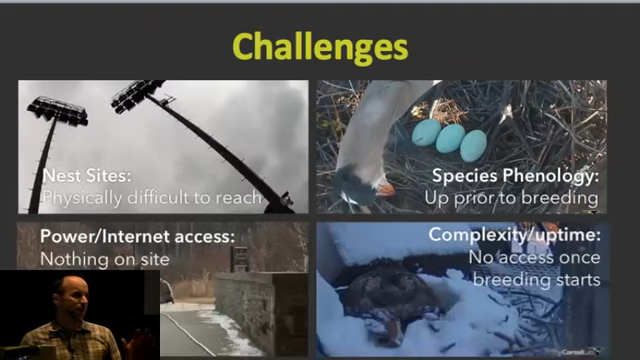 Challenges
Nest Sites:
Physically difficult to reach
Species Phenology:
Up prior to breeding
Power/Internet access:
Nothing on site
Complexity/uptime:
No access once
breeding starts